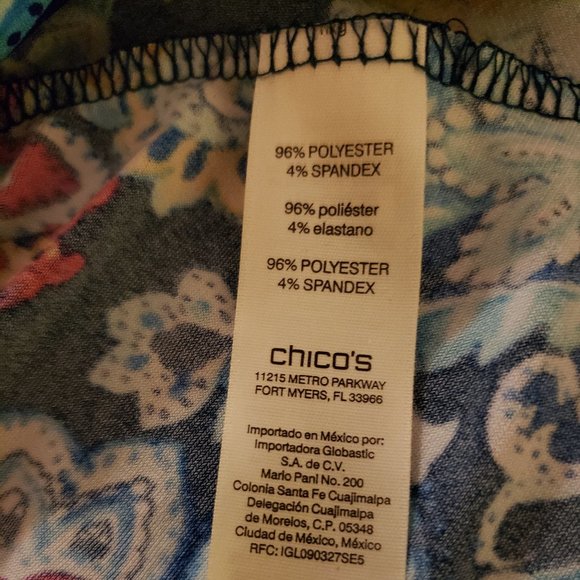 96% POLYESTER
4% SPANDEX
96% poliéster
4% elastano
96% POLYESTER
4% SPANDEX
chico's
11215 METRO PARKWAY
FORT MYERS, FL 33966
Importado en México por:
Importadora Globastic
S.A. de C.V.
Mario Pani No. 200
Colonia Santa Fe Cuajimalpa
Delegación Cuajimalpa
de Morelos, C.P. 05348
Ciudad de México, México
RFC: IGL090327SE5